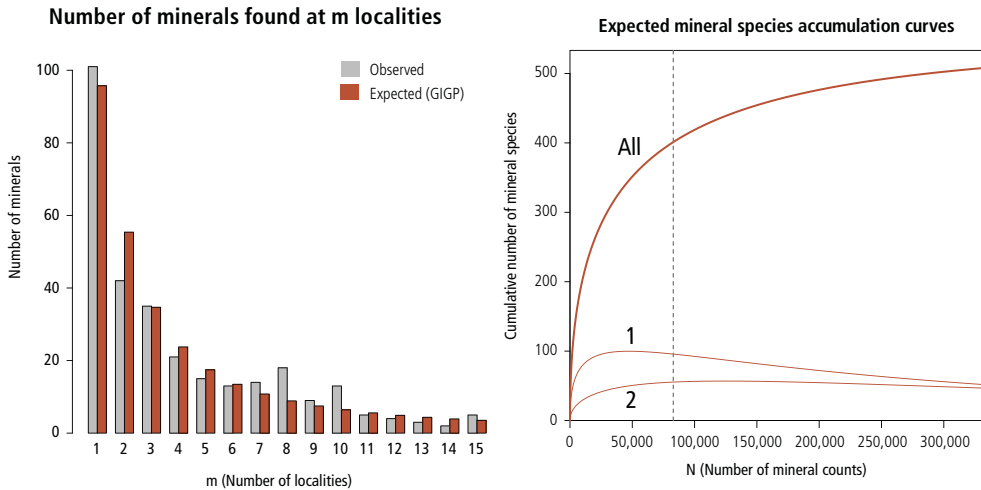 Number of minerals found at m localities
Number of minerals
100
80
60
40
20
0
Observed
Expected (GIGP)
1 2 3 4 5 6 7 8 9 10 11 12 13 14 15
m (Number of localities)
Expected mineral species accumulation curves
Cumulative number of mineral species
500
400
300
200
100
0
All
1
2
0 50,000 100,000 150,000 200,000 250,000 300,000
N (Number of mineral counts)